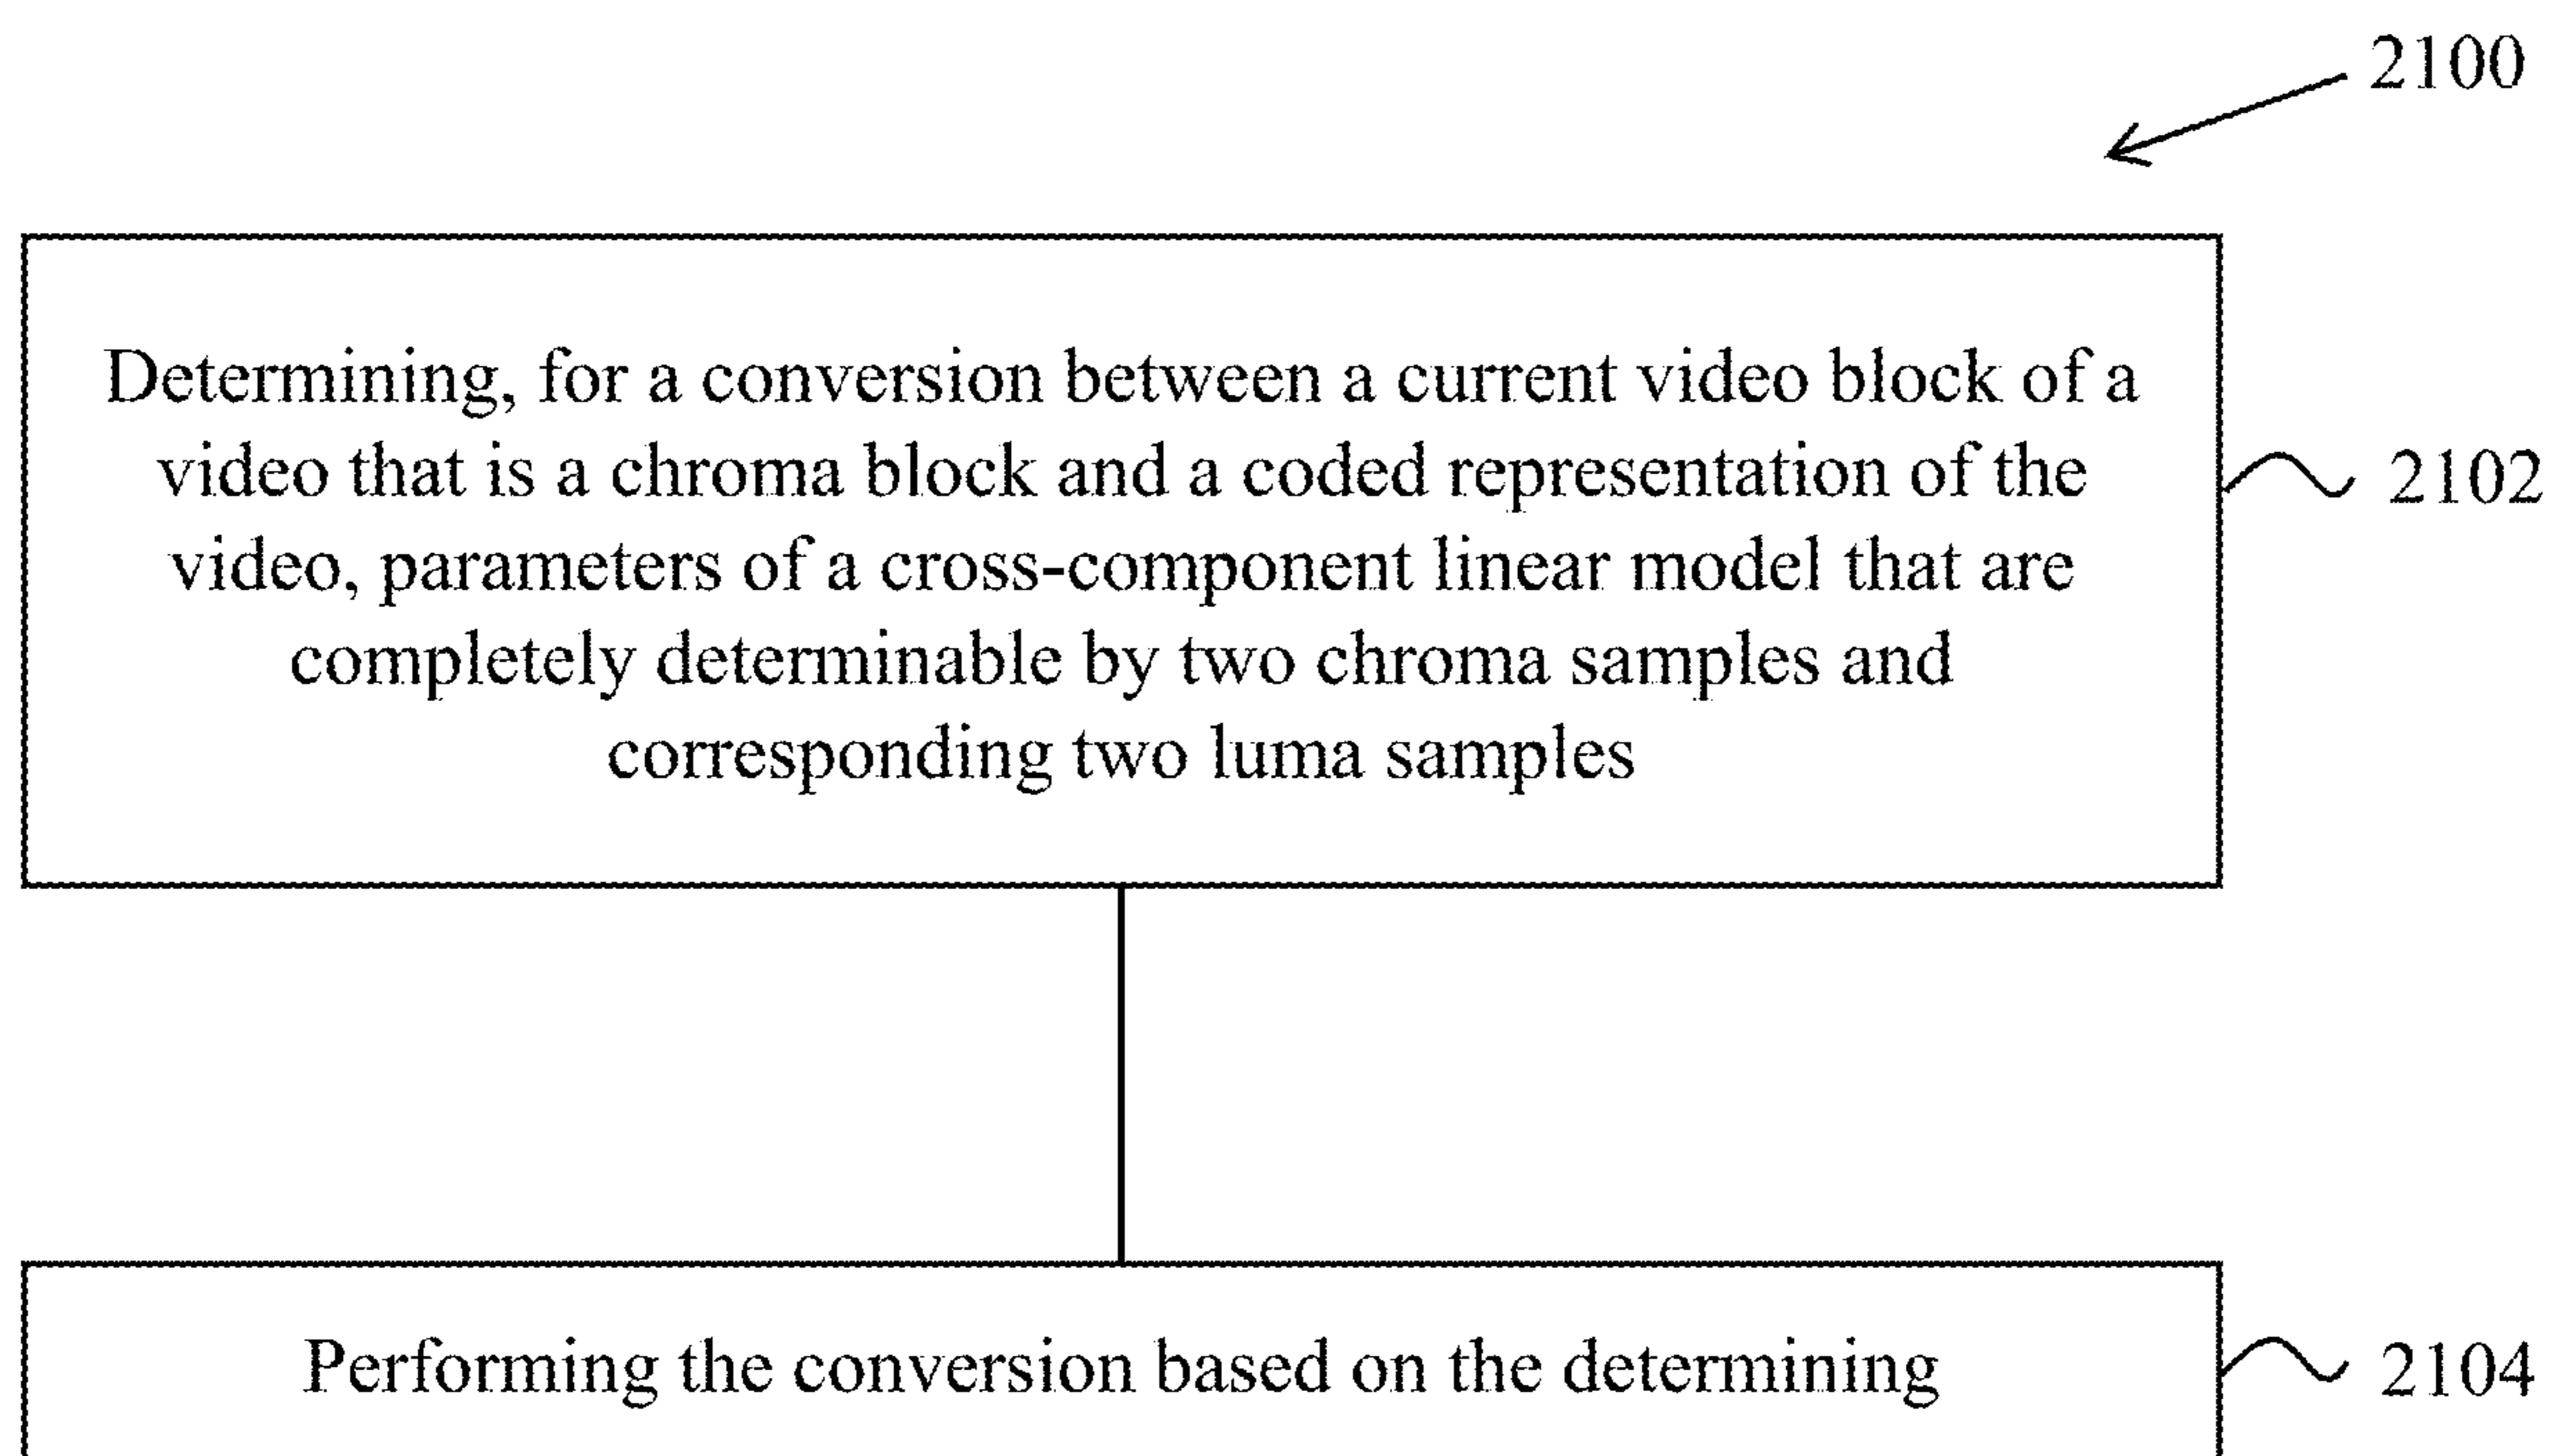 2100
Determining, for a conversion between a current video block of a
video that is a chroma block and a coded representation of the
video, parameters of a cross-component linear model that are
completely determinable by two chroma samples and
corresponding two luma samples
2102
Performing the conversion based on the determining
2104